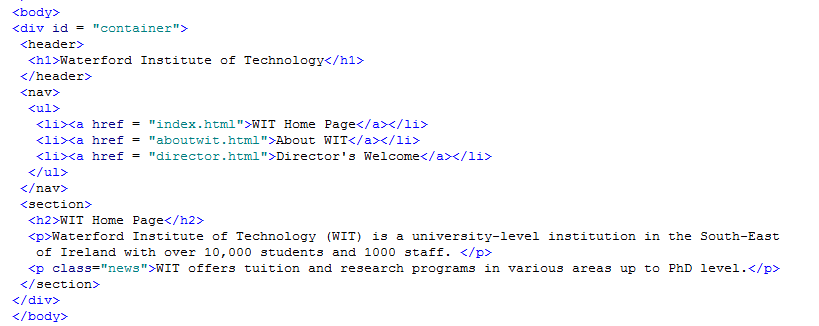 <body>
<div id = "container">
<header>
<h1>Waterford Institute of Technology</h1>
</header>
<nav>
<ul>
<li><a href = "index.html">WIT Home Page</a></li>
<li><a href = "aboutwit.html">About WIT</a></li>
<li><a href = "director.html">Director's Welcome</a></li>
</ul>
</nav>
<section>
<h2>WIT Home Page</h2>
<p>Waterford Institute of Technology (WIT) is a university-level institution in the South-East
of Ireland with over 10,000 students and 1000 staff. </p>
<p class="news">WIT offers tuition and research programs in various areas up to PhD level.</p>
</section>
</div>
</body>